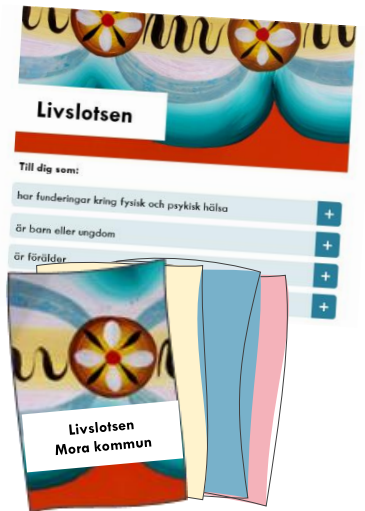 Livslotsen
Till dig som:
har funderingar kring fysisk och psykisk hälsa
+
är barn eller ungdom
+
är förälder
+
+
Livslotsen
Mora kommun